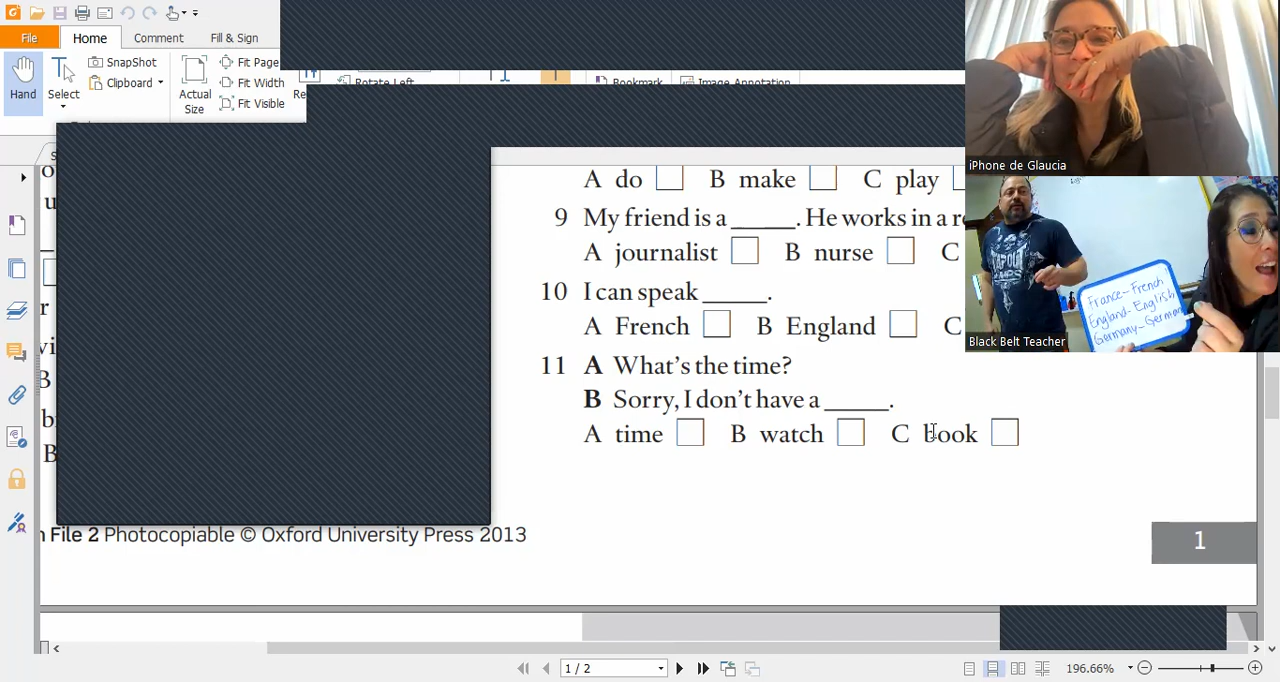 File Home Comment Fill & Sign
Hand
Select
SnapShot
Clipboard
Actual Size
Fit Page
Fit Width
Fit Visible
Rotate Left
Bookmark
Image Annotation
A do B make C play
9 My friend is a _____. He works in a
A journalist B nurse C
10 I can speak _____.
A French B England C
11 A What's the time?
B Sorry, I don't have a _____.
A time B watch C book
File 2 Photocopiable © Oxford University Press 2013
1
iPhone de Glaucia
France - French
England - English
Germany - German
Black Belt Teacher
1 / 2
196.66%